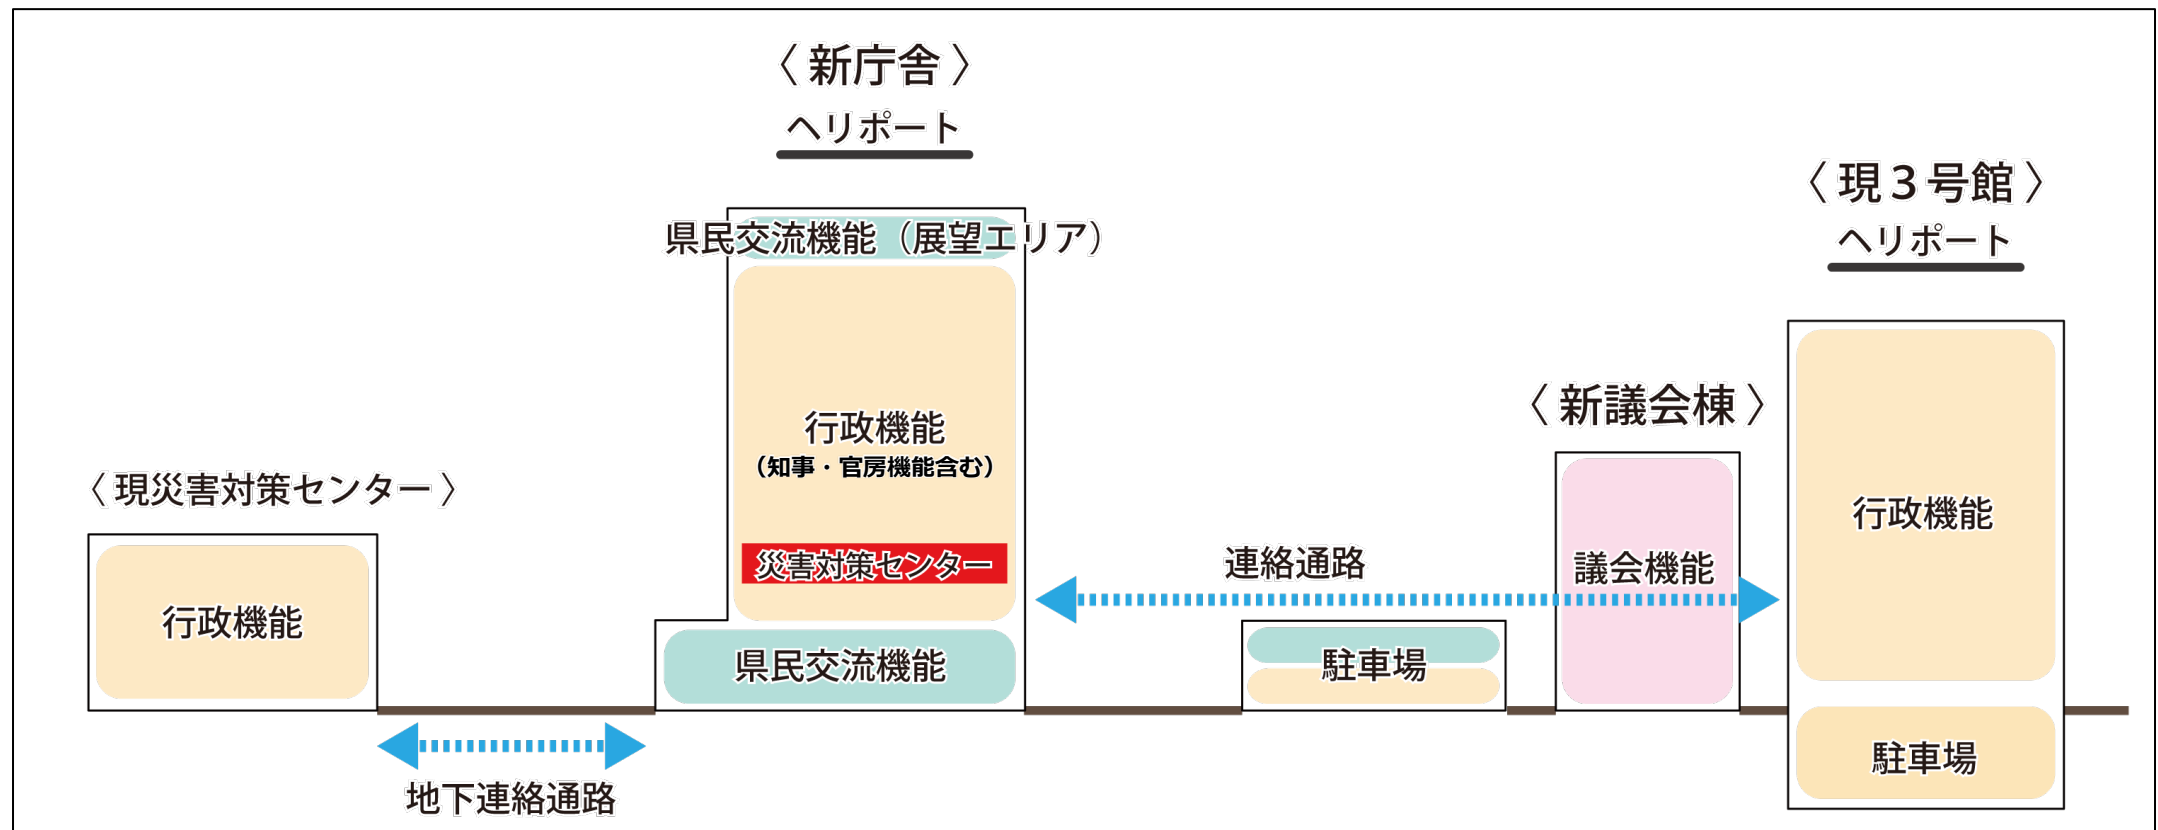 〈 新庁舎 〉
ヘリポート
〈 現３号館 〉
ヘリポート
県民交流機能（展望エリア）
行政機能
（知事・官房機能含む）
災害対策センター
県民交流機能
〈 現災害対策センター 〉
行政機能
地下連絡通路
連絡通路
駐車場
〈 新議会棟 〉
議会機能
行政機能
駐車場